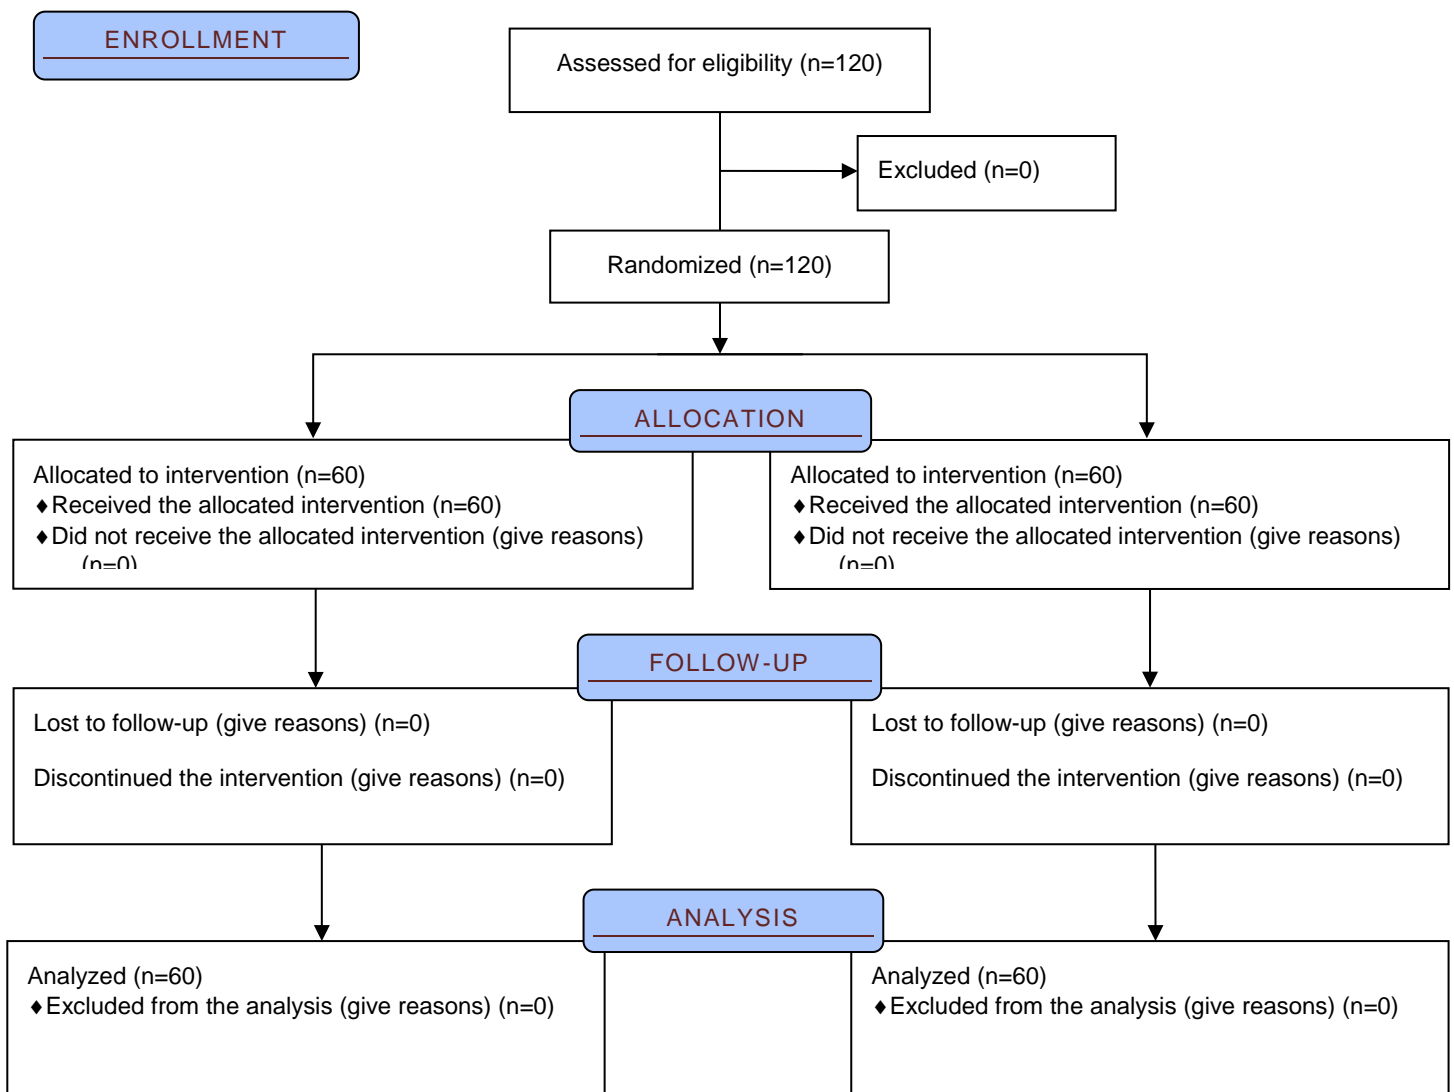 ENROLLMENT
Assessed for eligibility (n=120)
Excluded (n=0)
Randomized (n=120)
ALLOCATION
Allocated to intervention (n=60)
♦Received the allocated intervention (n=60)
♦Did not receive the allocated intervention (give reasons)
(n=0)
Allocated to intervention (n=60)
♦Received the allocated intervention (n=60)
♦Did not receive the allocated intervention (give reasons)
(n=0)
FOLLOW-UP
Lost to follow-up (give reasons) (n=0)
Discontinued the intervention (give reasons) (n=0)
Lost to follow-up (give reasons) (n=0)
Discontinued the intervention (give reasons) (n=0)
ANALYSIS
Analyzed (n=60)
♦Excluded from the analysis (give reasons) (n=0)
Analyzed (n=60)
♦Excluded from the analysis (give reasons) (n=0)